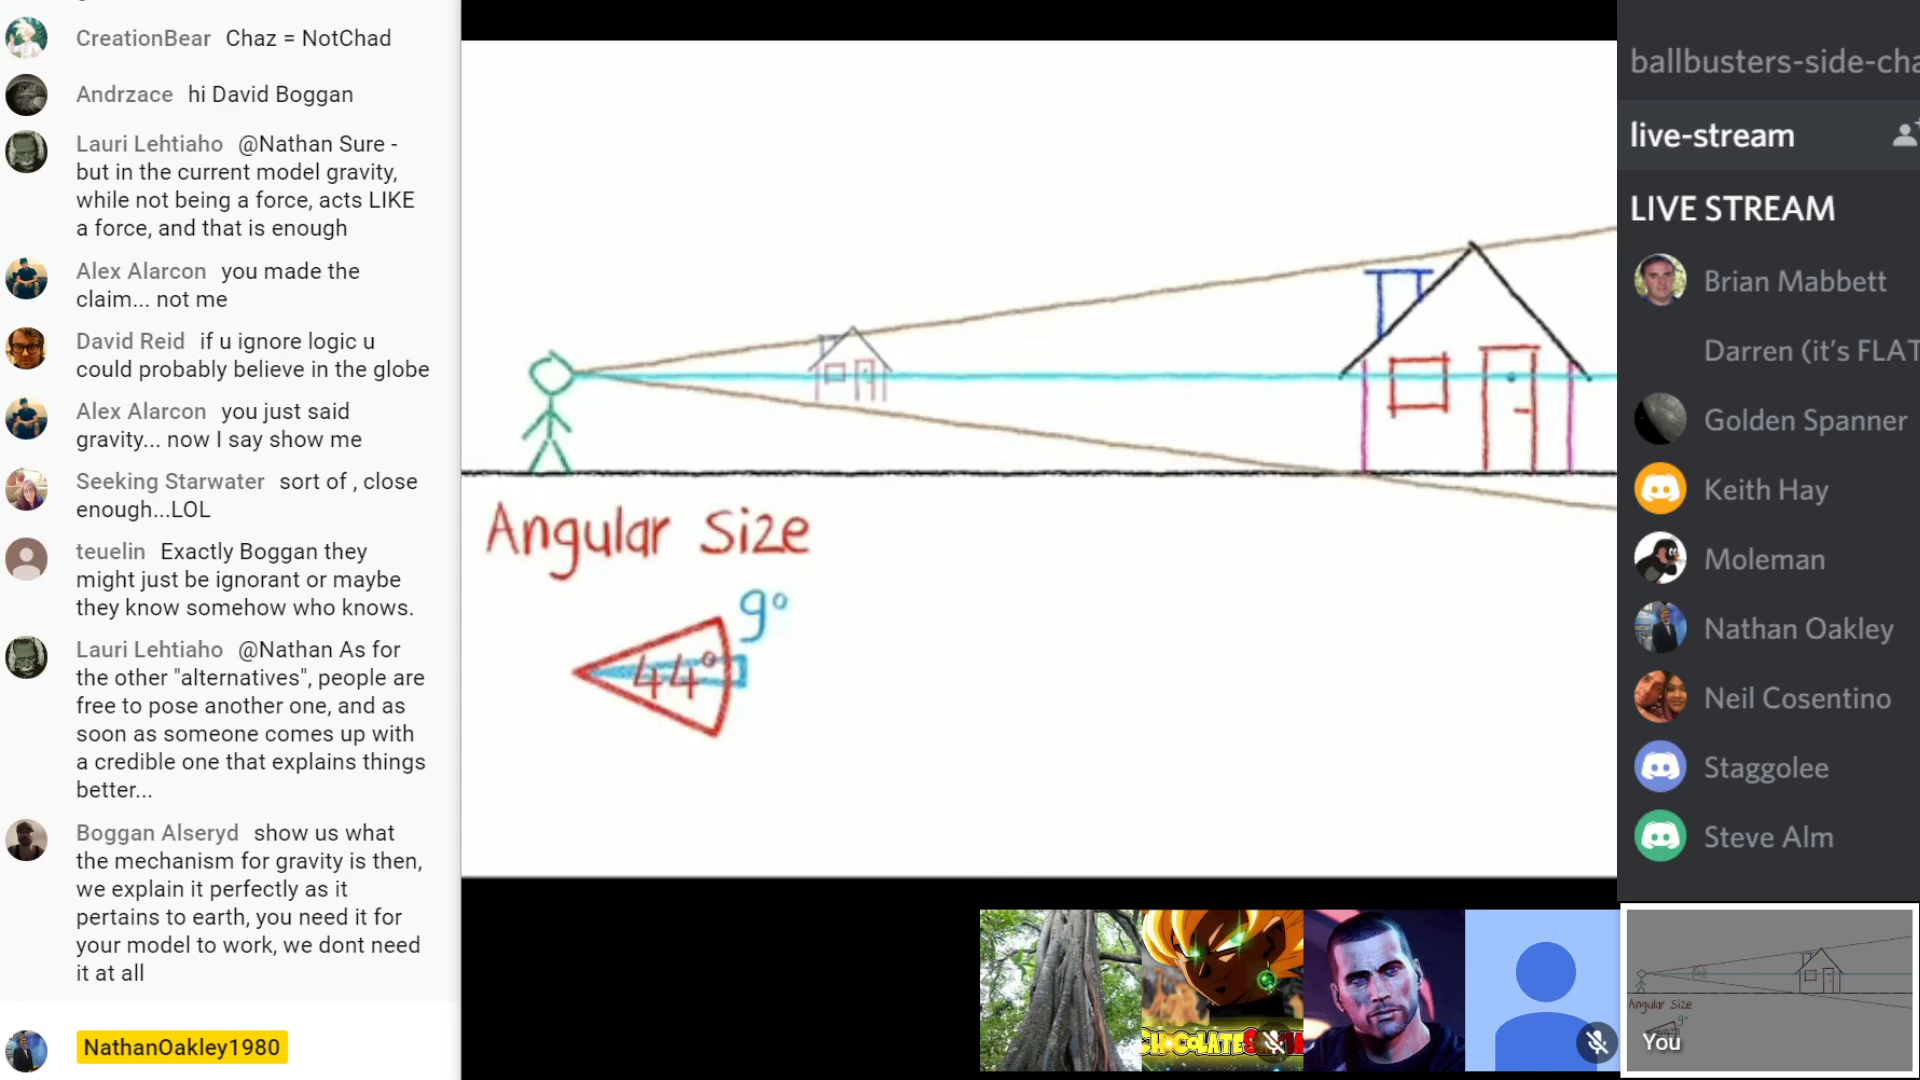 CreationBear Chaz = NotChad
Andrzace hi David Boggan
Lauri Lehtiaho @Nathan Sure -
but in the current model gravity,
while not being a force, acts LIKE
a force, and that is enough
Alex Alarcon you made the
claim... not me
David Reid if u ignore logic u
could probably believe in the globe
Alex Alarcon you just said
gravity... now I say show me
Seeking Starwater sort of , close
enough...LOL
teuelin Exactly Boggan they
might just be ignorant or maybe
they know somehow who knows.
Lauri Lehtiaho @Nathan As for
the other "alternatives", people are
free to pose another one, and as
soon as someone comes up with
a credible one that explains things
better...
Boggan Alseryd show us what
the mechanism for gravity is then,
we explain it perfectly as it
pertains to earth, you need it for
your model to work, we dont need
it at all
NathanOakley1980
Angular Size
9°
44°
ballbusters-side-cha
live-stream
LIVE STREAM
Brian Mabbett
Darren (it's FLAT
Golden Spanner
Keith Hay
Moleman
Nathan Oakley
Neil Cosentino
Staggolee
Steve Alm
CHOCOLATE
Angular Size
9°
You